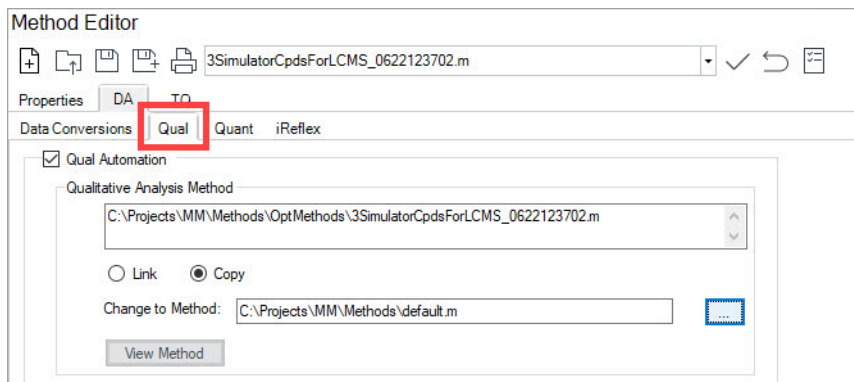 Method Editor
3SimulatorCpdsForLCMS_0622123702.m
Properties DA TQ
Data Conversions Qual Quant iReflex
Qual Automation
Qualitative Analysis Method
C:\Projects\MM\Methods\OptMethods\3SimulatorCpdsForLCMS_0622123702.m
Link Copy
Change to Method: C:\Projects\MM\Methods\default.m ...
View Method